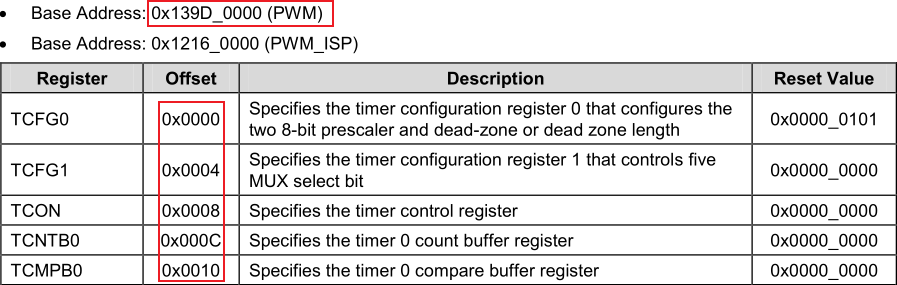 • Base Address: 0x139D_0000 (PWM)
• Base Address: 0x1216_0000 (PWM_ISP)
Register Offset Description Reset Value
TCFG0 0x0000 Specifies the timer configuration register 0 that configures the two 8-bit prescaler and dead-zone or dead zone length 0x0000_0101
TCFG1 0x0004 Specifies the timer configuration register 1 that controls five MUX select bit 0x0000_0000
TCON 0x0008 Specifies the timer control register 0x0000_0000
TCNTB0 0x000C Specifies the timer 0 count buffer register 0x0000_0000
TCMPB0 0x0010 Specifies the timer 0 compare buffer register 0x0000_0000